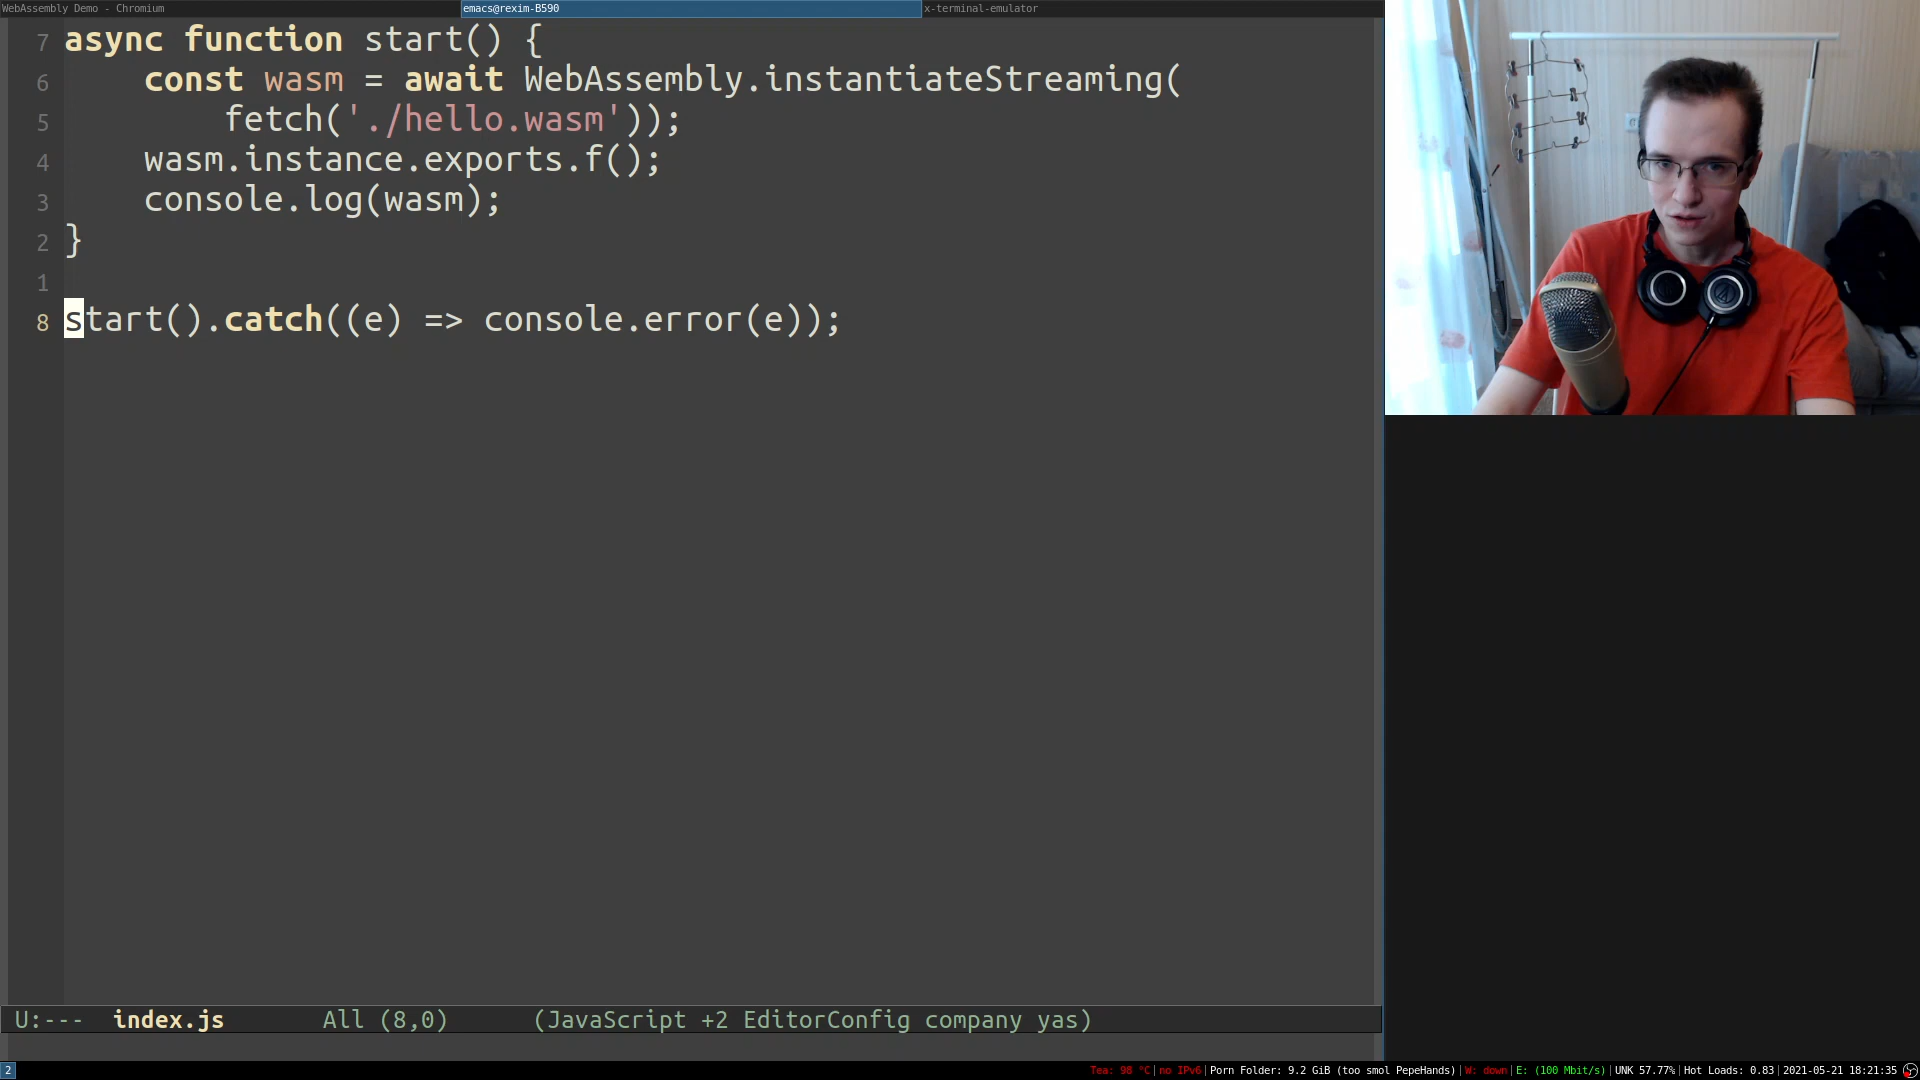 WebAssembly Demo - Chromium
emacs@rexim-B590
x-terminal-emulator
7 async function start() {
6 const wasm = await WebAssembly.instantiateStreaming(
5 fetch('./hello.wasm'));
4 wasm.instance.exports.f();
3 console.log(wasm);
2 }
1
8 start().catch((e) => console.error(e));
U:--- index.js All (8,0) (JavaScript +2 EditorConfig company yas)
2
Tea: 98 °C|no IPv6|Porn Folder: 9.2 GiB (too smol PepeHands)|W: down|E: (100 Mbit/s)|UNK 57.77%|Hot Loads: 0.83|2021-05-21 18:21:35